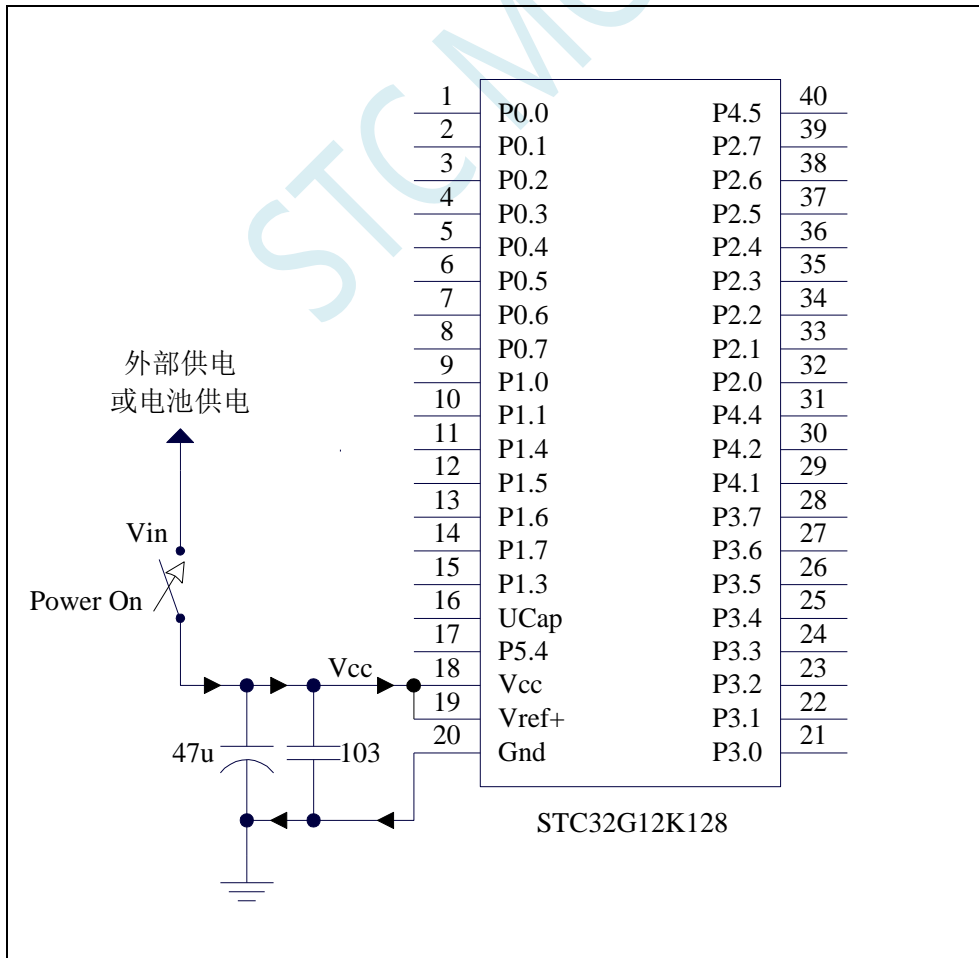 STC MC
1 P0.0 P4.5 40
2 P0.1 P2.7 39
3 P0.2 P2.6 38
4 P0.3 P2.5 37
5 P0.4 P2.4 36
6 P0.5 P2.3 35
7 P0.6 P2.2 34
8 P0.7 P2.1 33
9 P1.0 P2.0 32
10 P1.1 P4.4 31
11 P1.4 P4.2 30
12 P1.5 P4.1 29
13 P1.6 P3.7 28
14 P1.7 P3.6 27
15 P1.3 P3.5 26
16 UCap P3.4 25
17 P5.4 P3.3 24
18 Vcc P3.2 23
19 Vref+ P3.1 22
20 Gnd P3.0 21
STC32G12K128
外部供电
或电池供电
Vin
Power On
Vcc
47u
103